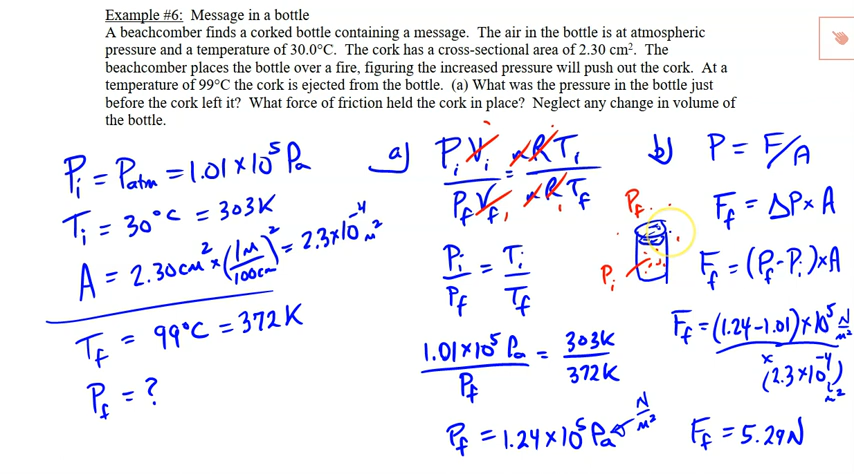 Example #6: Message in a bottle
A beachcomber finds a corked bottle containing a message. The air in the bottle is at atmospheric
pressure and a temperature of 30.0°C. The cork has a cross-sectional area of 2.30 cm². The
beachcomber places the bottle over a fire, figuring the increased pressure will push out the cork. At a
temperature of 99°C the cork is ejected from the bottle. (a) What was the pressure in the bottle just
before the cork left it? What force of friction held the cork in place? Neglect any change in volume of
the bottle.
Pi = Patm = 1.01 × 10⁵ Pa
Ti = 30°C = 303K
A = 2.30cm² × (1m/100cm)² = 2.3×10⁻⁴ m²
Tf = 99°C = 372K
Pf = ?
a) PiVi/PfVf = nRTi/nRTf
Pi/Pf = Ti/Tf
1.01×10⁵ Pa/Pf = 303K/372K
Pf = 1.24×10⁵ Pa ← N/m²
b) P = F/A
Pf
Pi
Ff = ΔP × A
Ff = (Pf - Pi) × A
Ff = (1.24 - 1.01) × 10⁵ N/m²
× (2.3×10⁻⁴) m²
Ff = 5.29N